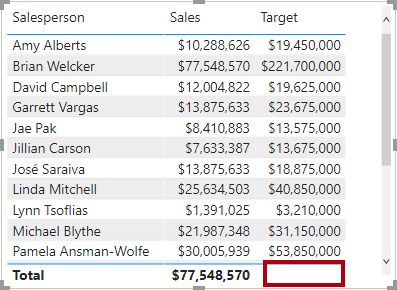 Salesperson Sales Target
Amy Alberts $10,288,626 $19,450,000
Brian Welcker $77,548,570 $221,700,000
David Campbell $12,004,822 $19,625,000
Garrett Vargas $13,875,633 $23,675,000
Jae Pak $8,410,883 $13,575,000
Jillian Carson $7,633,387 $13,675,000
José Saraiva $13,875,633 $18,875,000
Linda Mitchell $25,634,503 $40,850,000
Lynn Tsoflias $1,391,025 $3,210,000
Michael Blythe $21,987,348 $31,150,000
Pamela Ansman-Wolfe $30,005,939 $53,850,000
Total $77,548,570